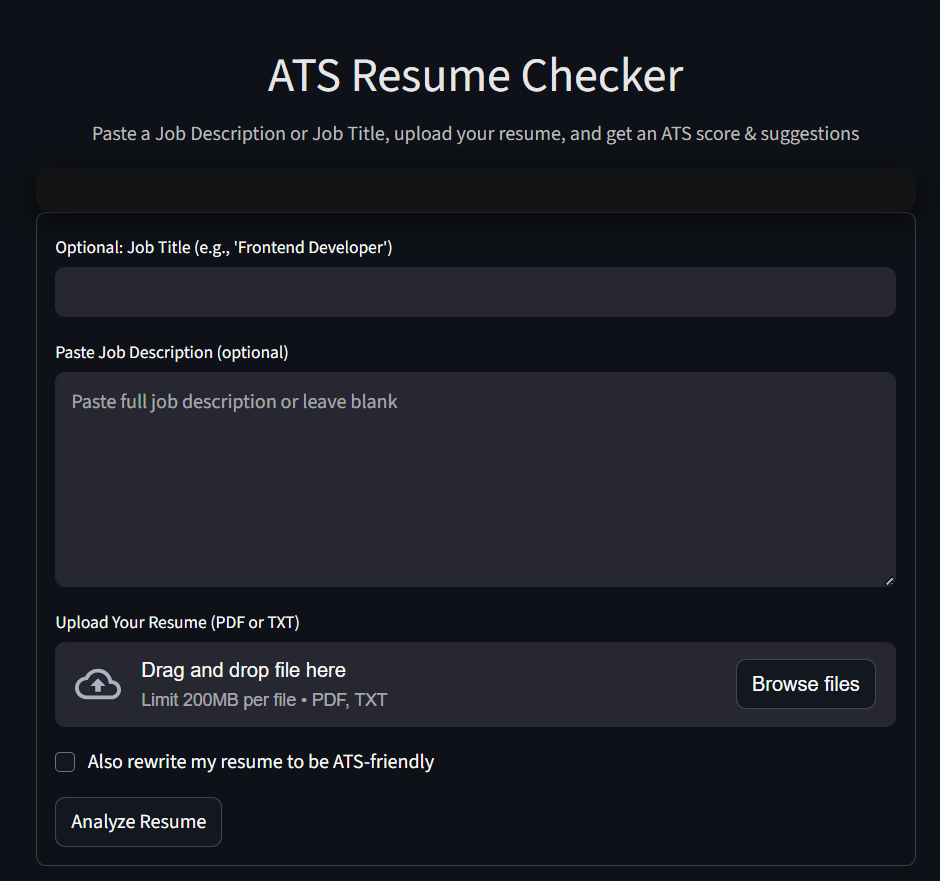 ATS Resume Checker
Paste a Job Description or Job Title, upload your resume, and get an ATS score & suggestions
Optional: Job Title (e.g., 'Frontend Developer')
Paste Job Description (optional)
Paste full job description or leave blank
Upload Your Resume (PDF or TXT)
Drag and drop file here
Limit 200MB per file • PDF, TXT
Browse files
Also rewrite my resume to be ATS-friendly
Analyze Resume